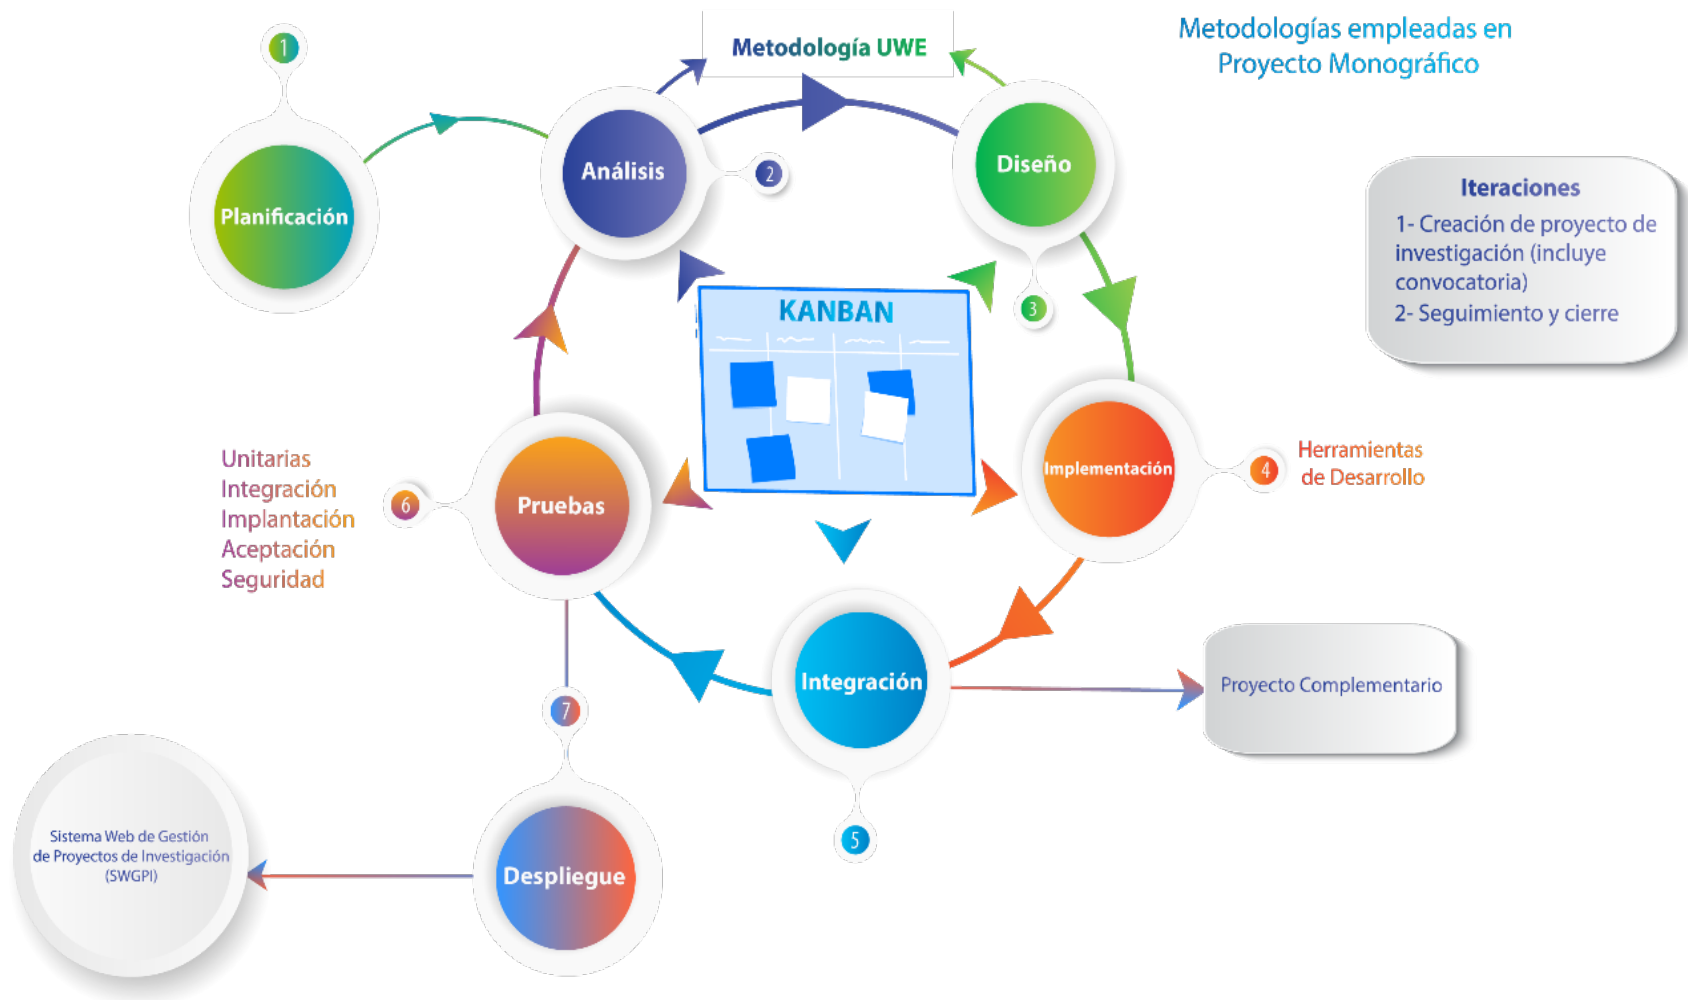 Metodologías empleadas en
Proyecto Monográfico
1
Metodología UWE
Planificación
Análisis
2
Diseño
3
Iteraciones
1- Creación de proyecto de
investigación (incluye
convocatoria)
2- Seguimiento y cierre
KANBAN
Implementación
4
Herramientas
de Desarrollo
Unitarias
Integración
Implantación
Aceptación
Seguridad
6
Pruebas
Integración
5
Proyecto Complementario
7
Despliegue
Sistema Web de Gestión
de Proyectos de Investigación
(SWGPI)